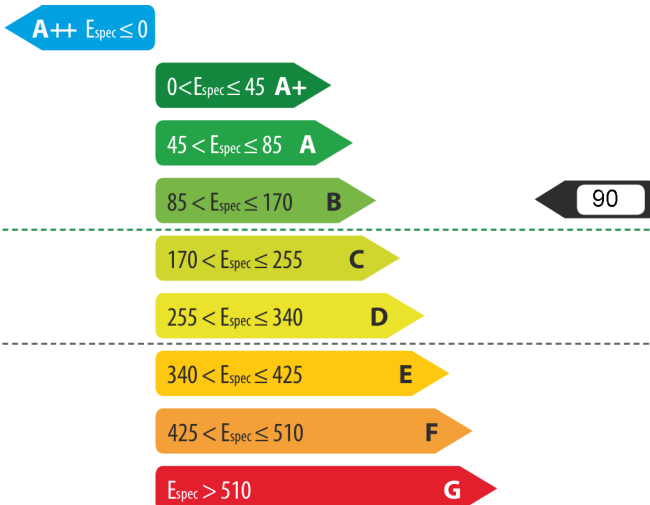 A++ Espec ≤ 0
0<Espec ≤ 45 A+
45 < Espec ≤ 85 A
85 < Espec ≤ 170 B
90
170 < Espec ≤ 255 C
255 < Espec ≤ 340 D
340 < Espec ≤ 425 E
425 < Espec ≤ 510 F
Espec > 510 G